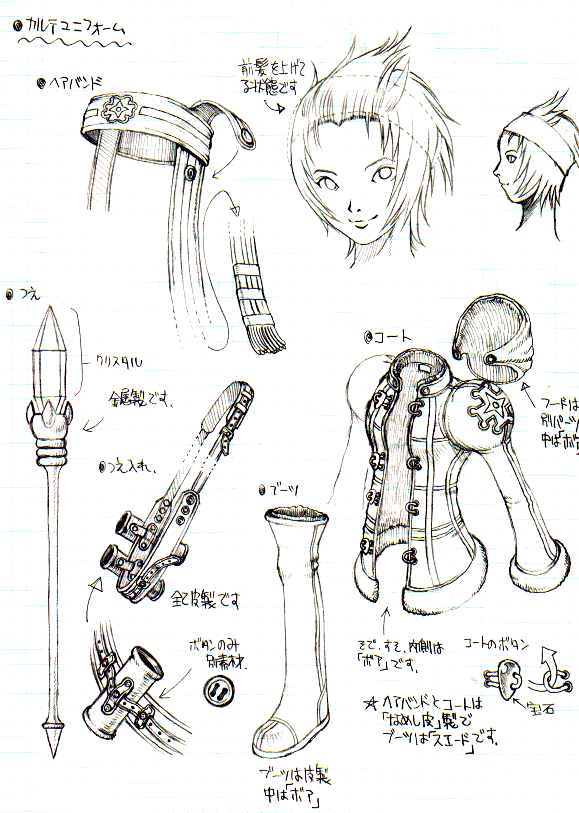 カルテユニフォーム
ヘアバンド
前髪を上げて
る状態です
つえ
クリスタル
金属製です.
つえ入れ.
全て皮製です
ボタンのみ
別素材.
ブーツ
ブーツは皮製
中は「ボア」
コート
フードは
別パーツ
中は「ボア
そで、すそ、内側は
「ボア」です.
コートのボタン
宝石
☆ ヘアバンドとコートは
「なめし皮」製で
ブーツは「スエード」です.